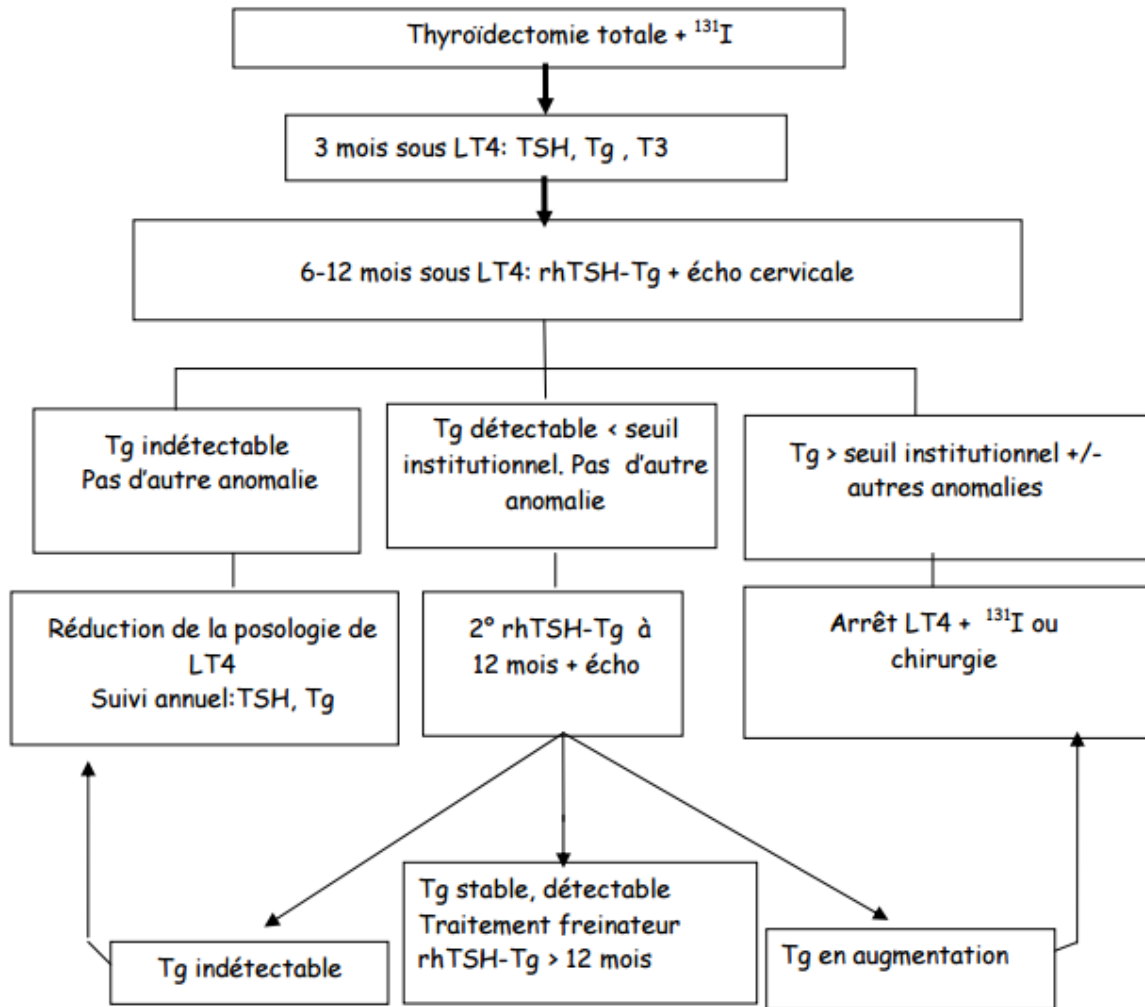 Thyroïdectomie totale + ¹³¹I
3 mois sous LT4: TSH, Tg , T3
6-12 mois sous LT4: rhTSH-Tg + écho cervicale
Tg indétectable
Pas d'autre anomalie
Tg détectable < seuil
institutionnel. Pas d'autre
anomalie
Tg > seuil institutionnel +/-
autres anomalies
Réduction de la posologie de
LT4
Suivi annuel:TSH, Tg
2° rhTSH-Tg à
12 mois + écho
Arrêt LT4 + ¹³¹I ou
chirurgie
Tg indétectable
Tg stable, détectable
Traitement freinateur
rhTSH-Tg > 12 mois
Tg en augmentation